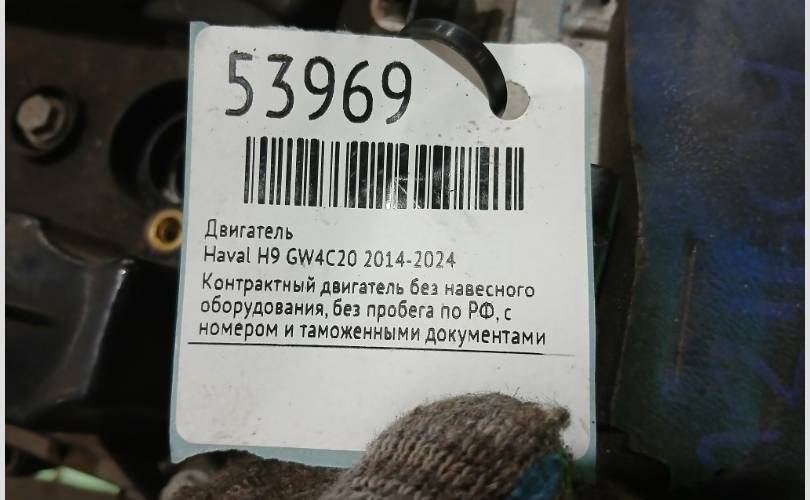 53969
Двигатель
Haval H9 GW4C20 2014-2024
Контрактный двигатель без навесного
оборудования, без пробега по РФ, с
номером и таможенными документами